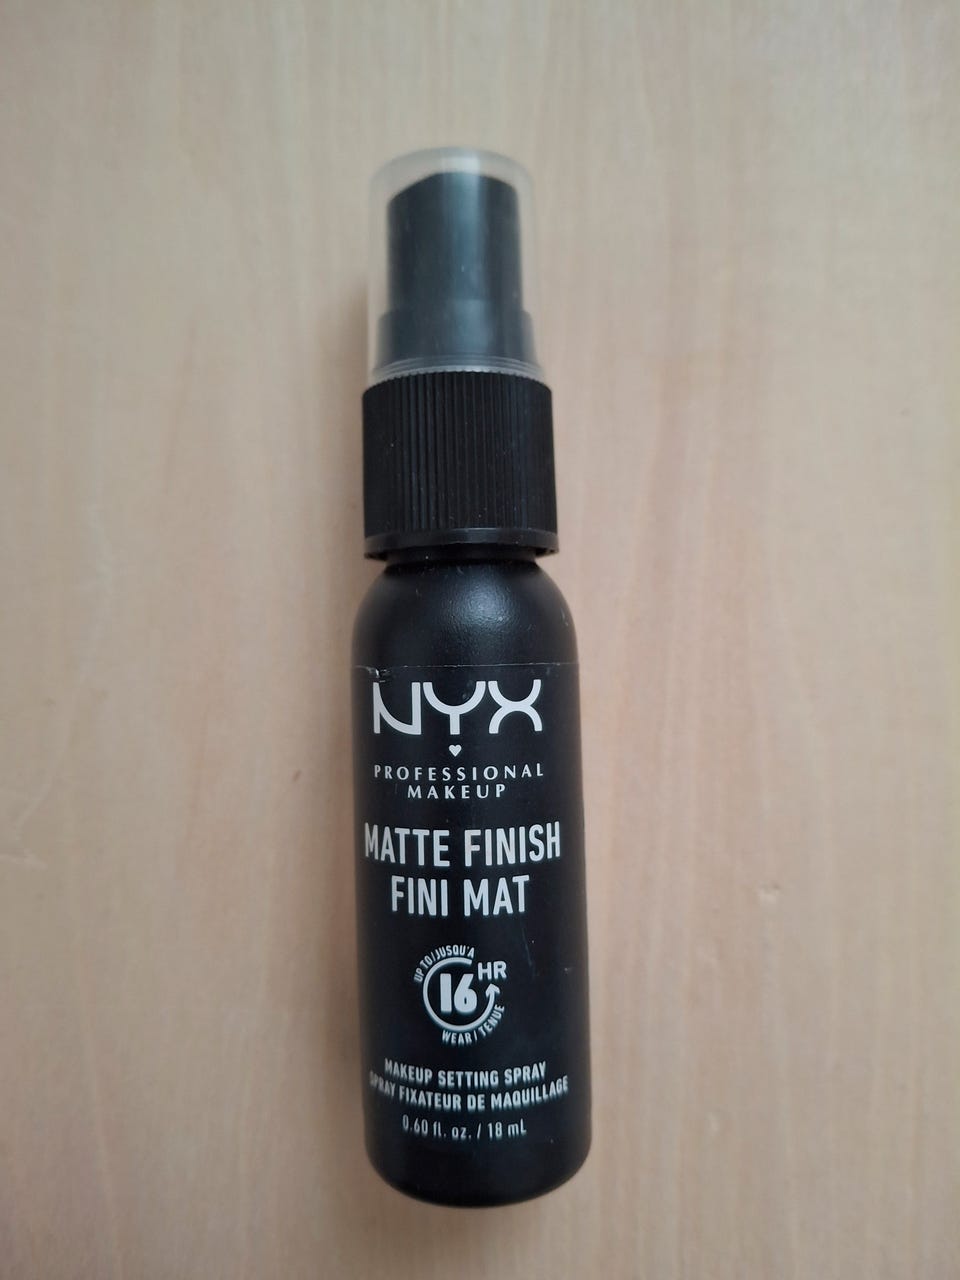 NYX
PROFESSIONAL
MAKEUP
MATTE FINISH
FINI MAT
UP TO / JUSQU'A
16 HR
WEAR / TENUE
MAKEUP SETTING SPRAY
SPRAY FIXATEUR DE MAQUILLAGE
0.60 fl. oz. / 18 mL